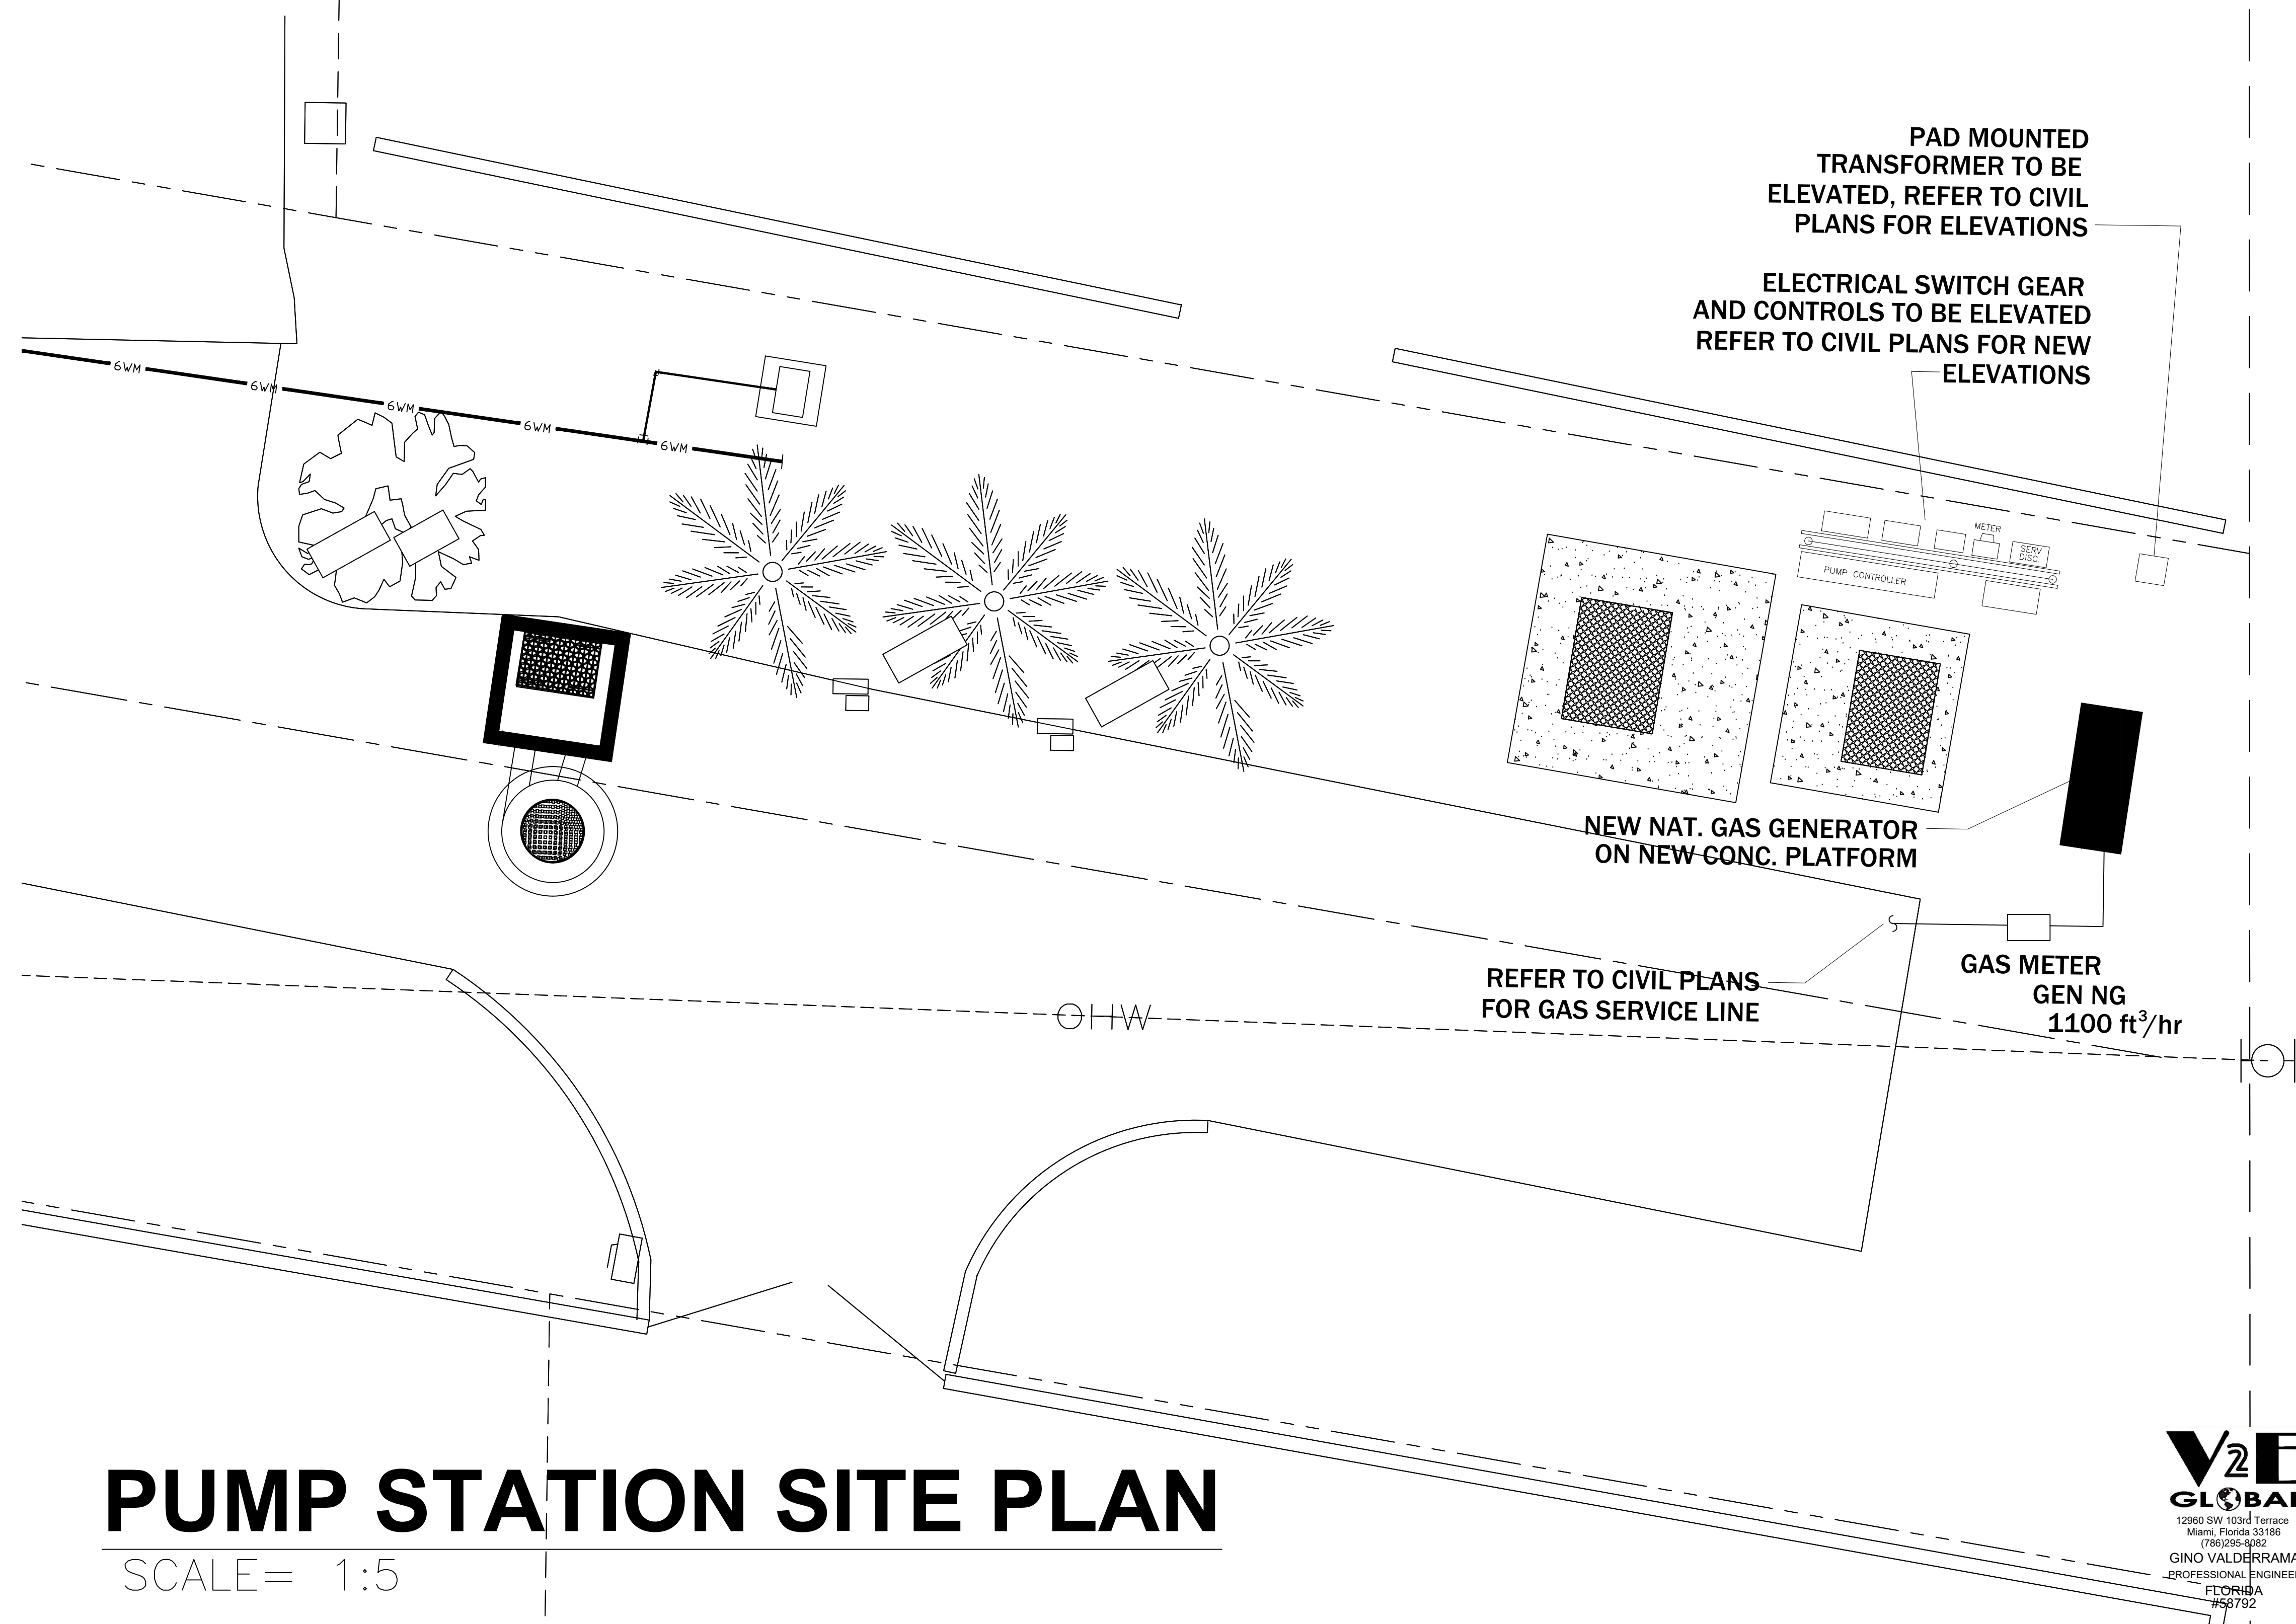 PAD MOUNTED
TRANSFORMER TO BE
ELEVATED, REFER TO CIVIL
PLANS FOR ELEVATIONS
ELECTRICAL SWITCH GEAR
AND CONTROLS TO BE ELEVATED
REFER TO CIVIL PLANS FOR NEW
ELEVATIONS
6WM
6WM
6WM
6WM
6WM
METER
SERV
DISC.
PUMP CONTROLLER
NEW NAT. GAS GENERATOR
ON NEW CONC. PLATFORM
REFER TO CIVIL PLANS
FOR GAS SERVICE LINE
GAS METER
GEN NG
1100 ft³/hr
OHW
PUMP STATION SITE PLAN
SCALE= 1:5
V2E
GLOBAL
12960 SW 103rd Terrace
Miami, Florida 33186
(786)295-8082
GINO VALDERRAMA
PROFESSIONAL ENGINEE
FLORIDA
#58792